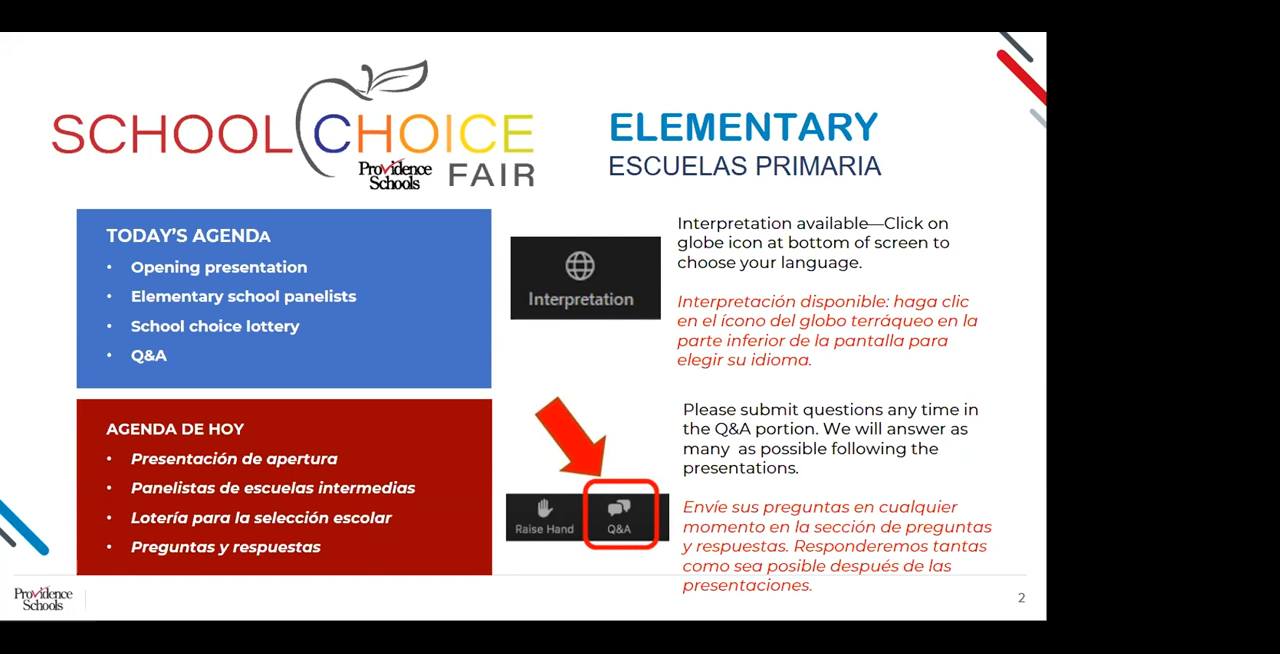 SCHOOL CHOICE
Providence
Schools
FAIR
ELEMENTARY
ESCUELAS PRIMARIA
TODAY'S AGENDA
• Opening presentation
• Elementary school panelists
• School choice lottery
• Q&A
Interpretation
Interpretation available—Click on
globe icon at bottom of screen to
choose your language.
Interpretación disponible: haga clic
en el ícono del globo terráqueo en la
parte inferior de la pantalla para
elegir su idioma.
AGENDA DE HOY
• Presentación de apertura
• Panelistas de escuelas intermedias
• Lotería para la selección escolar
• Preguntas y respuestas
Raise Hand
Q&A
Please submit questions any time in
the Q&A portion. We will answer as
many as possible following the
presentations.
Envíe sus preguntas en cualquier
momento en la sección de preguntas
y respuestas. Responderemos tantas
como sea posible después de las
presentaciones.
Providence
Schools
2